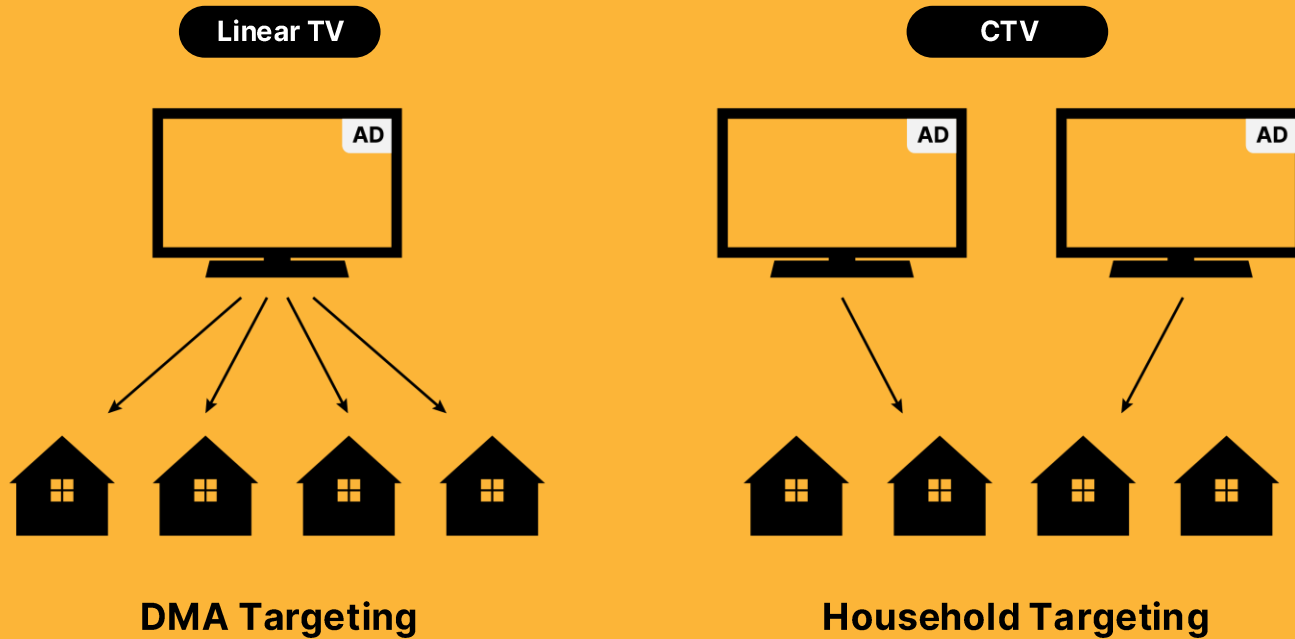 Linear TV
CTV
AD
AD
AD
DMA Targeting
Household Targeting